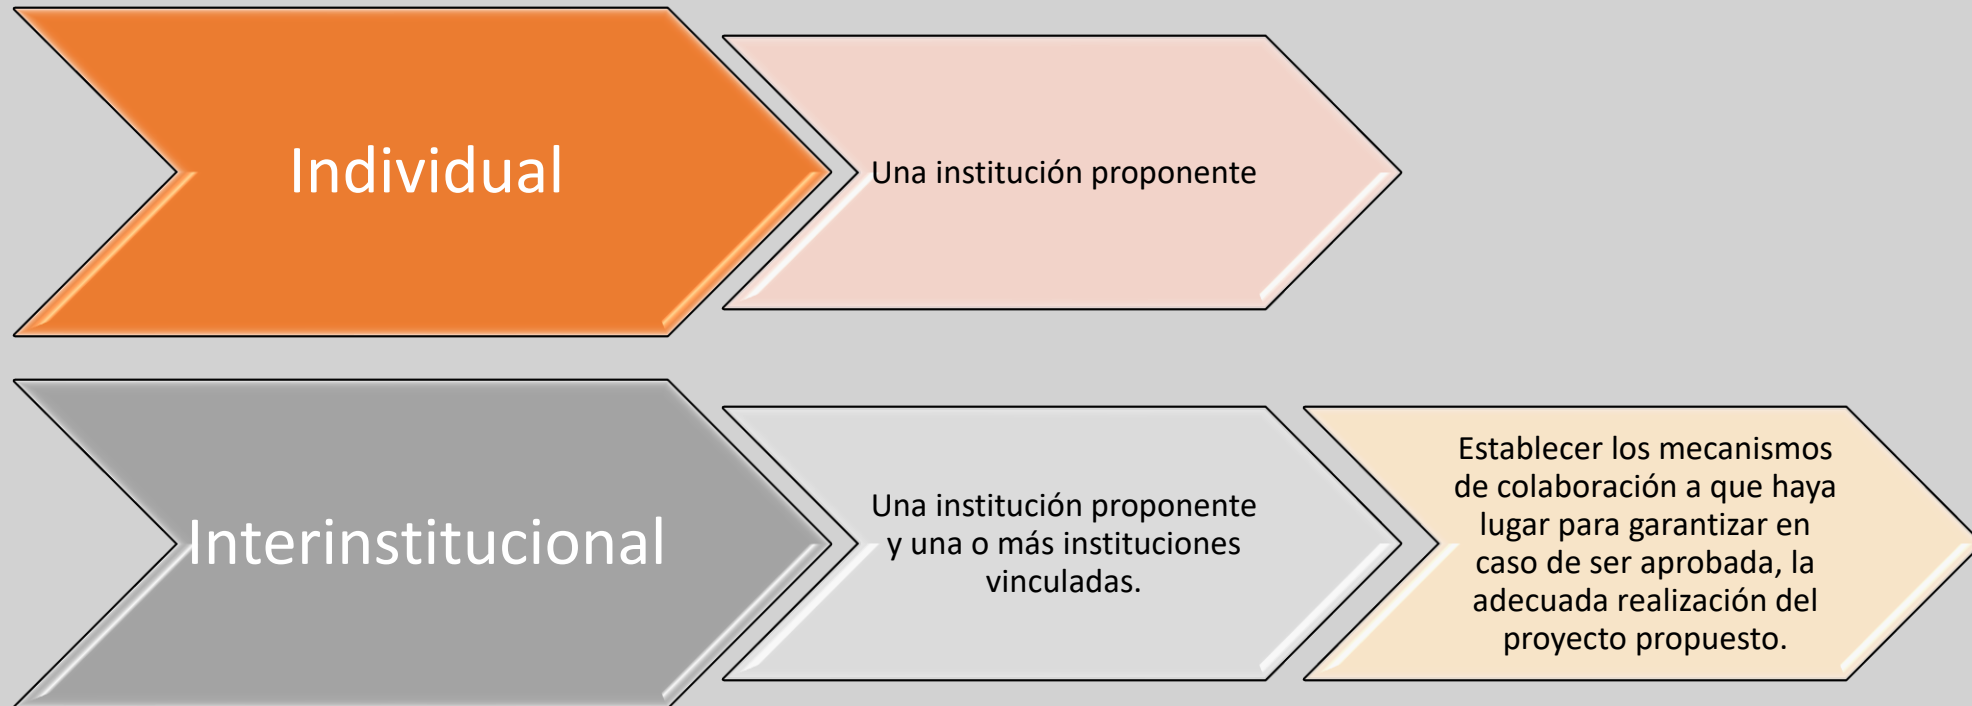 Individual
Una institución proponente
Interinstitucional
Una institución proponente
y una o más instituciones
vinculadas.
Establecer los mecanismos
de colaboración a que haya
lugar para garantizar en
caso de ser aprobada, la
adecuada realización del
proyecto propuesto.